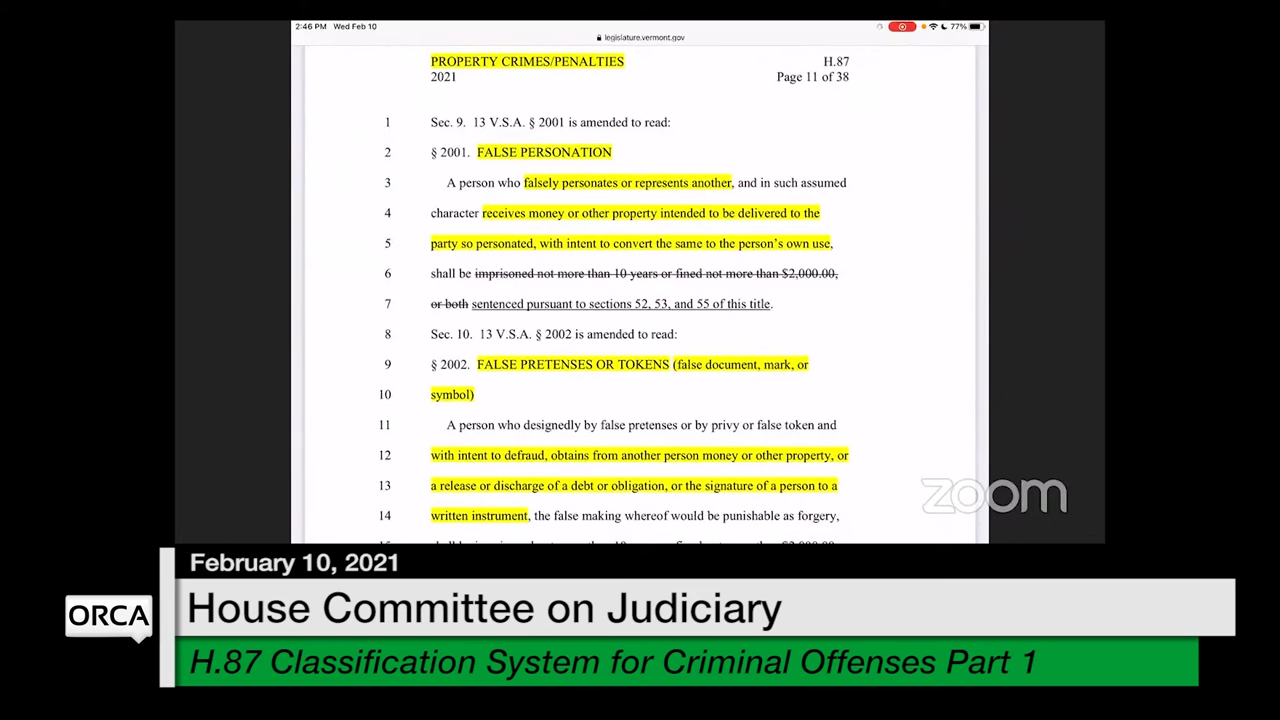 2:46 PM Wed Feb 10
77%
legislature.vermont.gov
PROPERTY CRIMES/PENALTIES H.87
2021 Page 11 of 38
1 Sec. 9. 13 V.S.A. § 2001 is amended to read:
2 § 2001. FALSE PERSONATION
3 A person who falsely personates or represents another, and in such assumed
4 character receives money or other property intended to be delivered to the
5 party so personated, with intent to convert the same to the person’s own use,
6 shall be imprisoned not more than 10 years or fined not more than $2,000.00,
7 or both sentenced pursuant to sections 52, 53, and 55 of this title.
8 Sec. 10. 13 V.S.A. § 2002 is amended to read:
9 § 2002. FALSE PRETENSES OR TOKENS (false document, mark, or
10 symbol)
11 A person who designedly by false pretenses or by privy or false token and
12 with intent to defraud, obtains from another person money or other property, or
13 a release or discharge of a debt or obligation, or the signature of a person to a
14 written instrument, the false making whereof would be punishable as forgery,
zoom
February 10, 2021
ORCA
House Committee on Judiciary
H.87 Classification System for Criminal Offenses Part 1